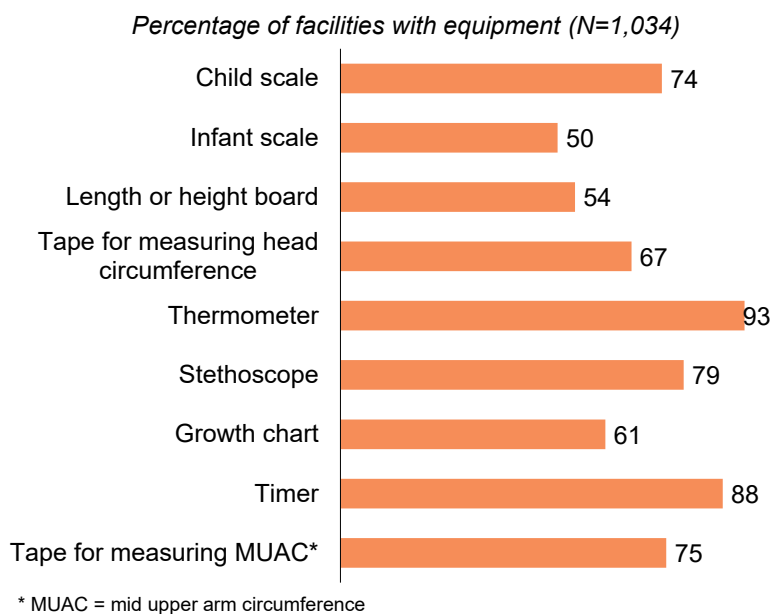 Percentage of facilities with equipment (N=1,034)
Child scale 74
Infant scale 50
Length or height board 54
Tape for measuring head
circumference 67
Thermometer 93
Stethoscope 79
Growth chart 61
Timer 88
Tape for measuring MUAC* 75
* MUAC = mid upper arm circumference